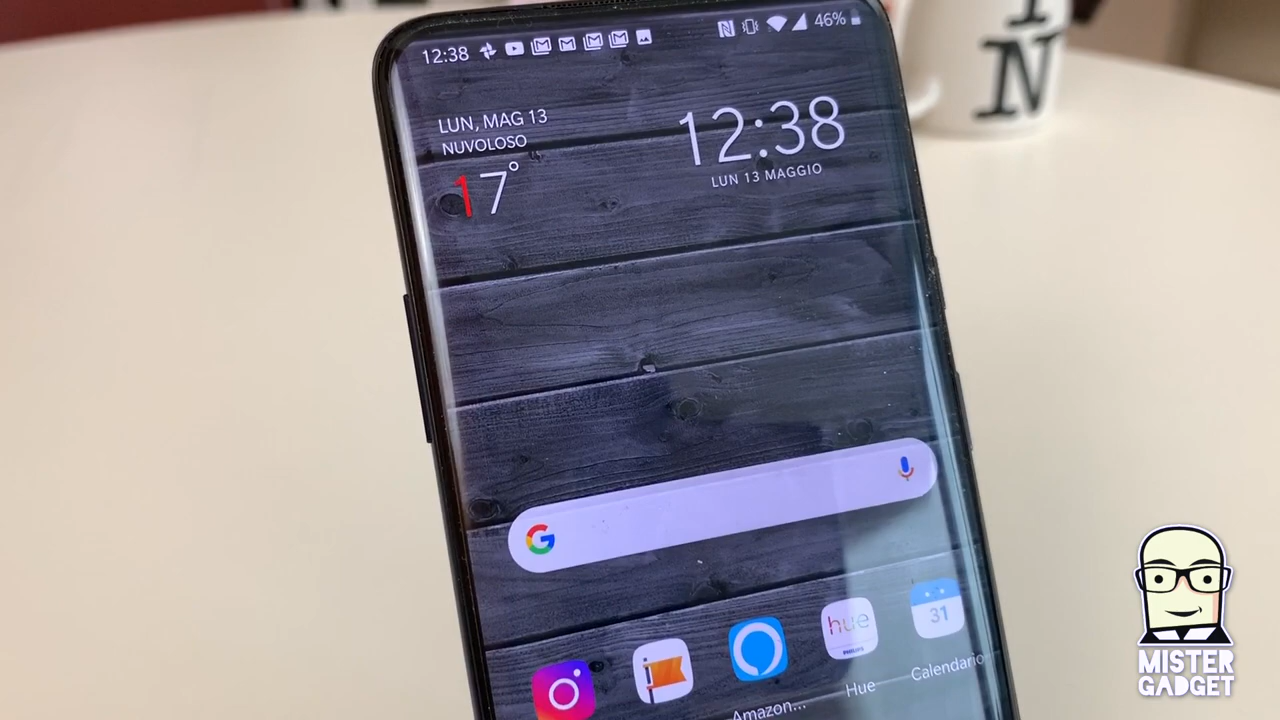 12:38
46%
LUN, MAG 13
NUVOLOSO
17°
12:38
LUN 13 MAGGIO
N
G
hue
PHILIPS
31
Amazon...
Hue
Calendario
MISTER
GADGET